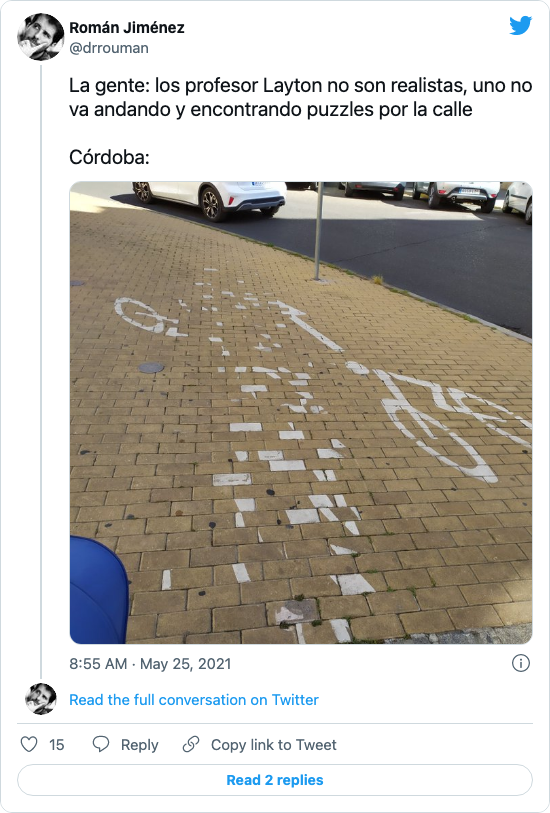 Román Jiménez
@drrouman
La gente: los profesor Layton no son realistas, uno no
va andando y encontrando puzzles por la calle
Córdoba:
8:55 AM · May 25, 2021
Read the full conversation on Twitter
15 Reply Copy link to Tweet
Read 2 replies